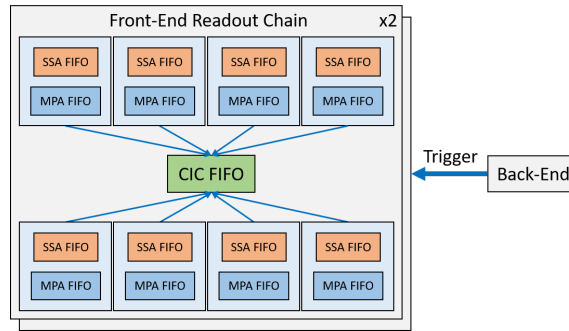 Front-End Readout Chain x2
SSA FIFO SSA FIFO SSA FIFO SSA FIFO
MPA FIFO MPA FIFO MPA FIFO MPA FIFO
CIC FIFO
Trigger
Back-End
SSA FIFO SSA FIFO SSA FIFO SSA FIFO
MPA FIFO MPA FIFO MPA FIFO MPA FIFO